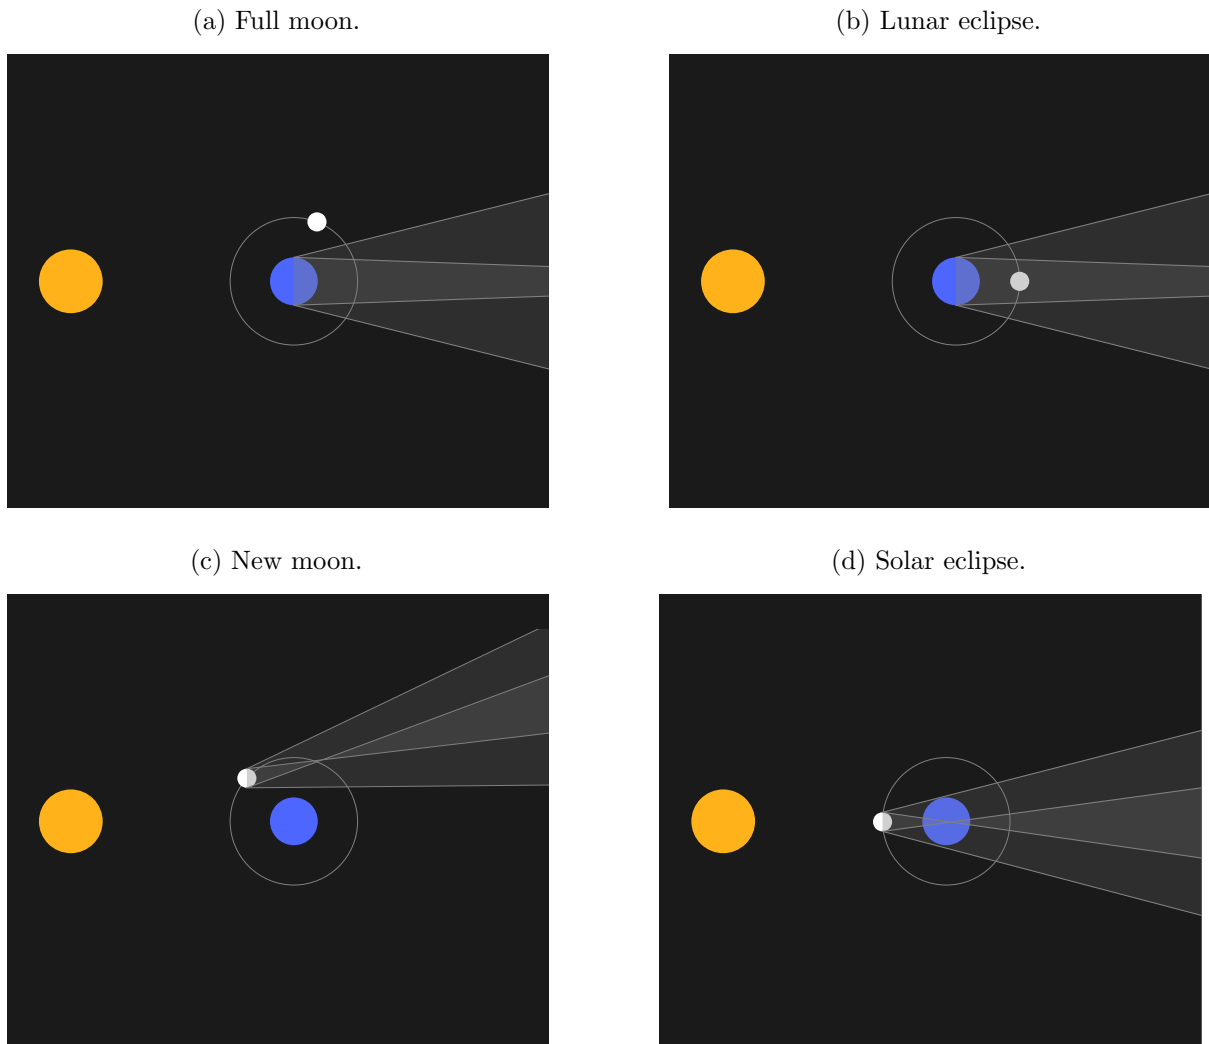 (a) Full moon.
(b) Lunar eclipse.
(c) New moon.
(d) Solar eclipse.